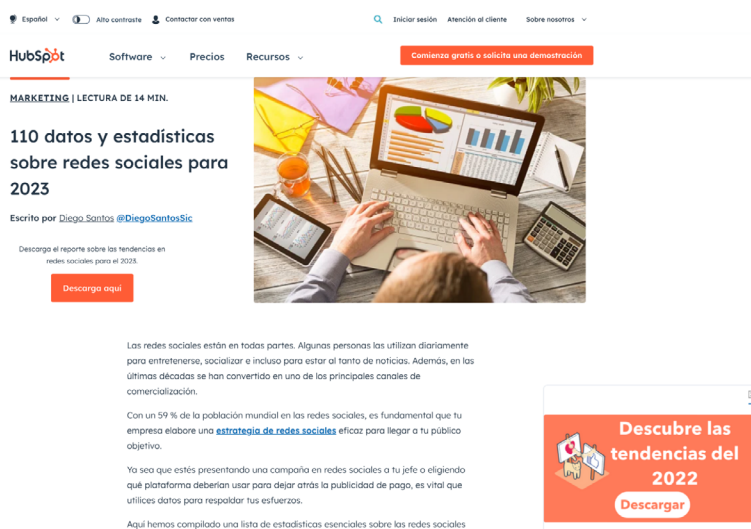 Español
Alto contraste
Contactar con ventas
Iniciar sesión
Atención al cliente
Sobre nosotros
HubSpot
Software
Precios
Recursos
Comienza gratis o solicita una demostración
MARKETING | LECTURA DE 14 MIN.
110 datos y estadísticas
sobre redes sociales para
2023
Escrito por Diego Santos @DiegoSantosSic
Descarga el reporte sobre las tendencias en
redes sociales para el 2023.
Descarga aquí
Las redes sociales están en todas partes. Algunas personas las utilizan diariamente
para entretenerse, socializar e incluso para estar al tanto de noticias. Además, en las
últimas décadas se han convertido en uno de los principales canales de
comercialización.
Con un 59 % de la población mundial en las redes sociales, es fundamental que tu
empresa elabore una estrategia de redes sociales eficaz para llegar a tu público
objetivo.
Ya sea que estés presentando una campaña en redes sociales a tu jefe o eligiendo
qué plataforma deberían usar para dejar atrás la publicidad de pago, es vital que
utilices datos para respaldar tus esfuerzos.
Aquí hemos compilado una lista de estadísticas esenciales sobre las redes sociales
Descubre las
tendencias del
2022
Descargar